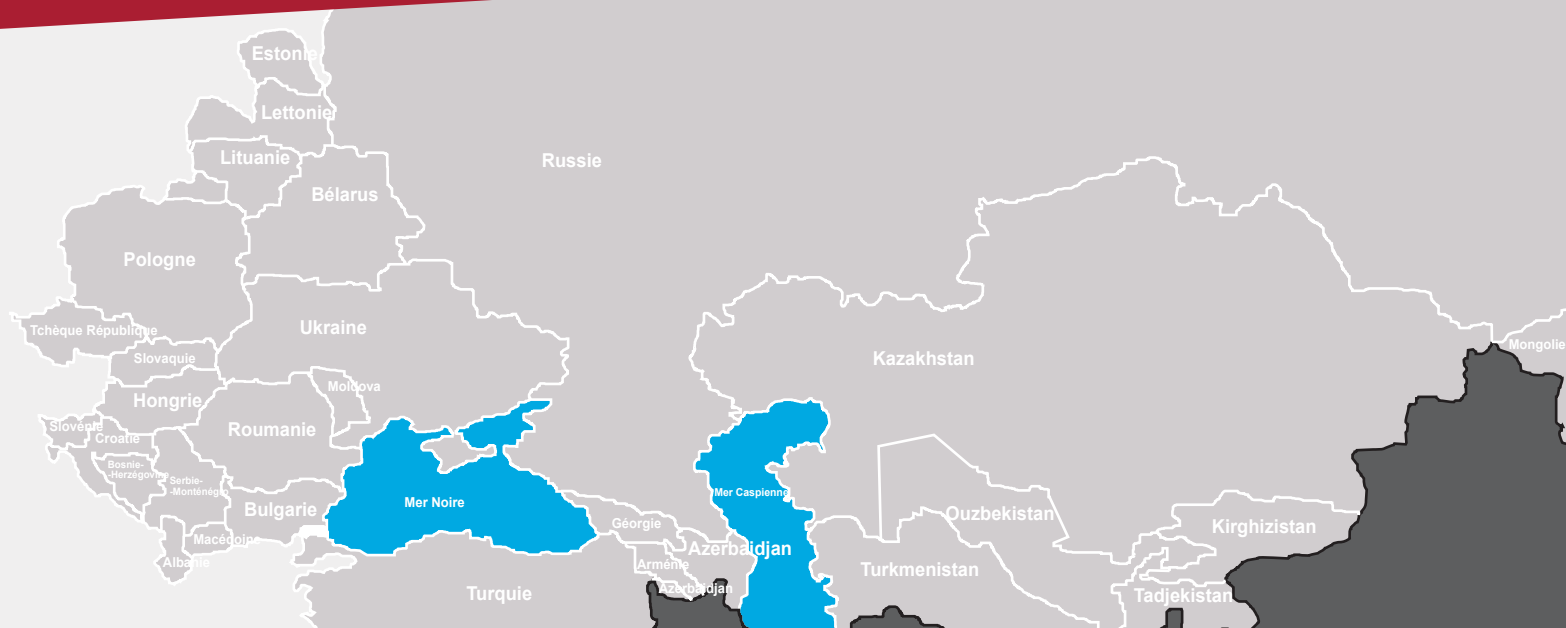 Estonie
Lettonie
Lituanie
Russie
Bélarus
Pologne
Ukraine
Tchèque République
Slovaquie
Kazakhstan
Mongolie
Moldova
Hongrie
Slovénie
Croatie
Roumanie
Bosnie-
-Herzégovine
Serbie-
-Monténégro
Mer Caspienne
Mer Noire
Bulgarie
Ouzbekistan
Géorgie
Kirghizistan
Macédoine
Azerbaïdjan
Albanie
Arménie
Turkmenistan
Azerbaïdjan
Turquie
Tadjekistan